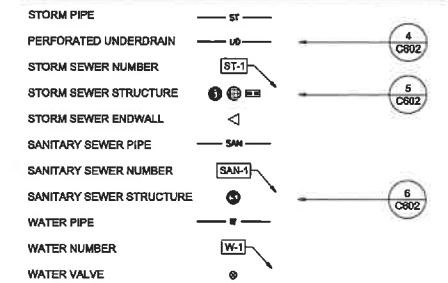 STORM PIPE ST
PERFORATED UNDERDRAIN UD 4 C802
STORM SEWER NUMBER ST-1
STORM SEWER STRUCTURE 5 C602
STORM SEWER ENDWALL
SANITARY SEWER PIPE SAN
SANITARY SEWER NUMBER SAN-1
SANITARY SEWER STRUCTURE 6 C802
WATER PIPE W
WATER NUMBER W-1
WATER VALVE